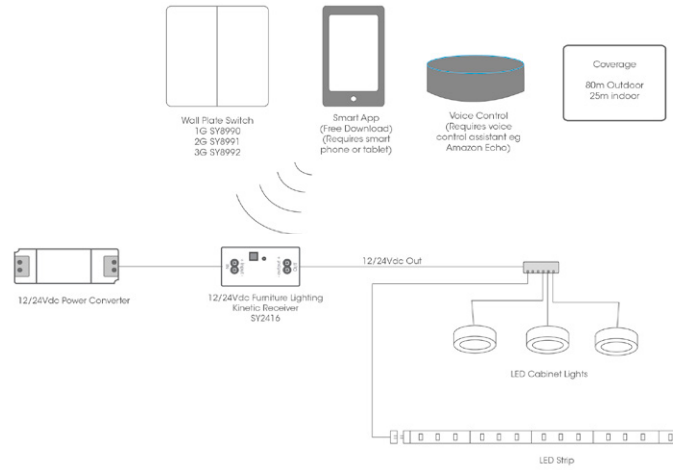 Coverage
80m Outdoor
25m indoor
Wall Plate Switch
1G SY8990
2G SY8991
3G SY8992
Smart App
(Free Download)
(Requires smart
phone or tablet)
Voice Control
(Requires voice
control assistant eg
Amazon Echo)
12/24Vdc Out
12/24Vdc Power Converter
12/24Vdc Furniture Lighting
Kinetic Receiver
SY2416
LED Cabinet Lights
LED Strip